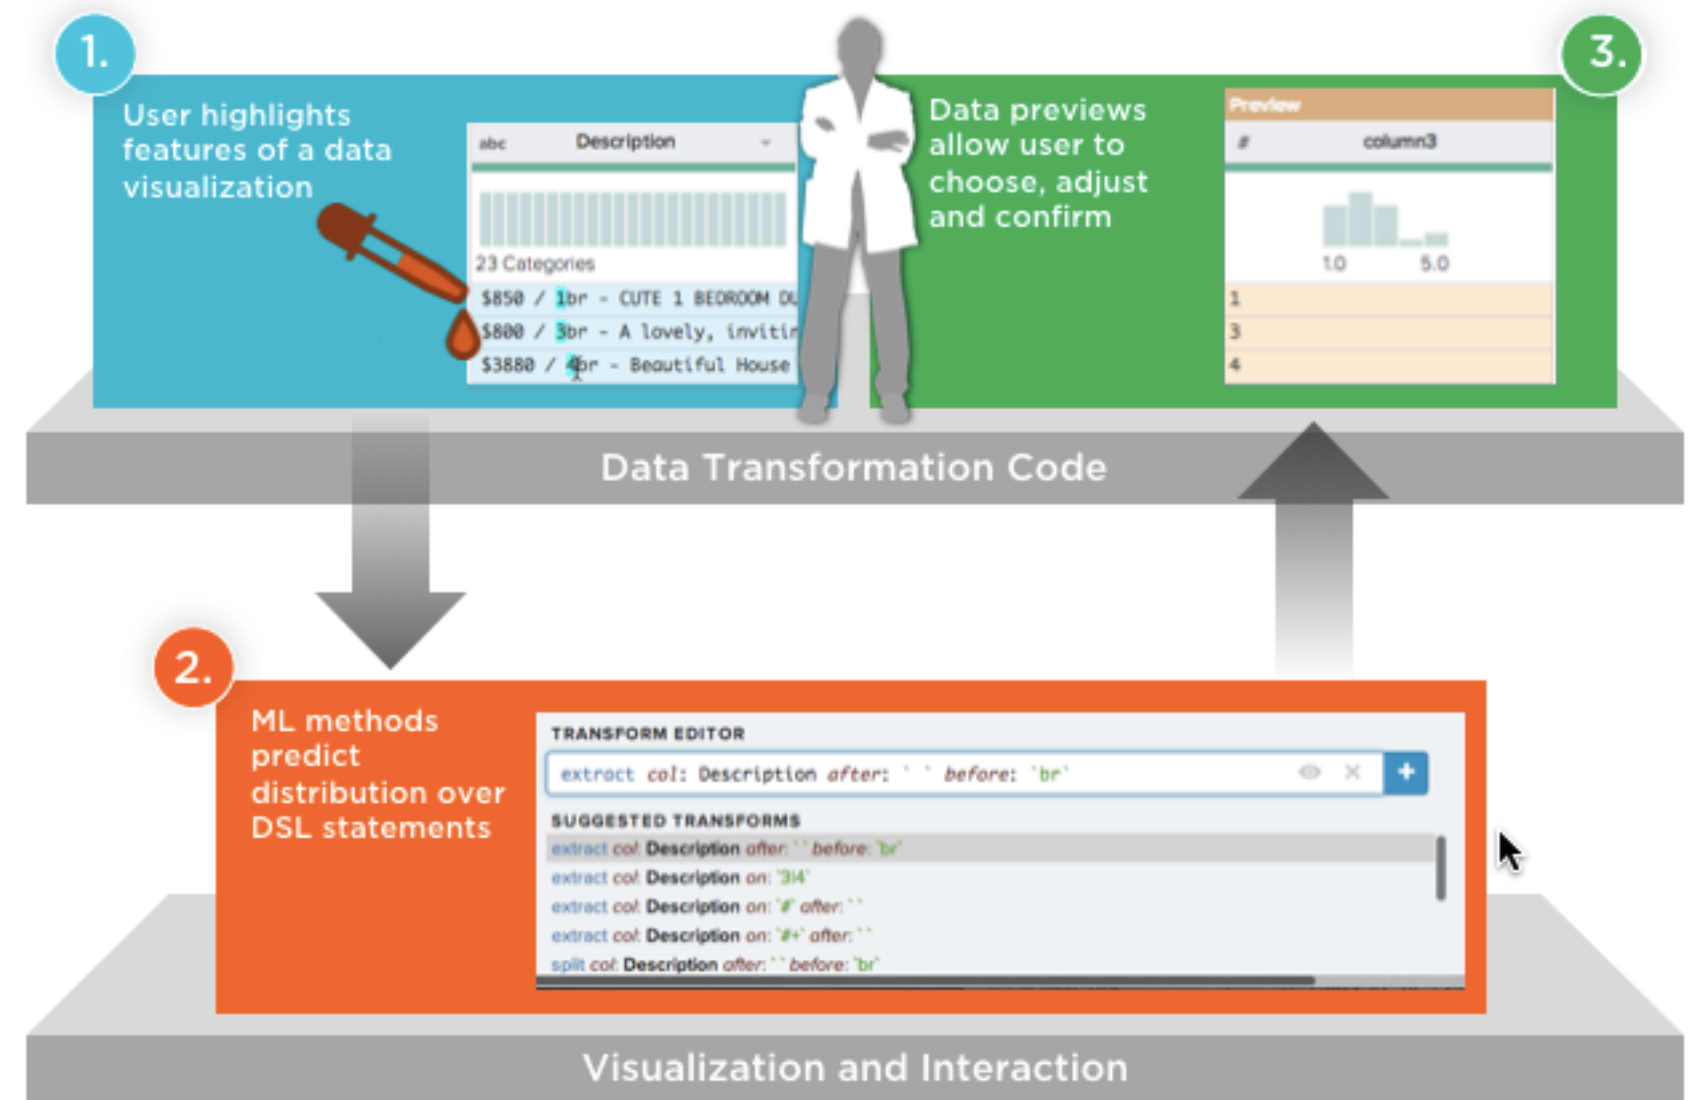 1.
User highlights
features of a data
visualization
abc Description
23 Categories
$850 / 1br - CUTE 1 BEDROOM DU
$800 / 3br - A lovely, invitin
$3880 / 4br - Beautiful House
3.
Data previews
allow user to
choose, adjust
and confirm
Preview
# column3
1.0 5.0
1
3
4
Data Transformation Code
2.
ML methods
predict
distribution over
DSL statements
TRANSFORM EDITOR
extract col: Description after: ` ` before: `br`
+
SUGGESTED TRANSFORMS
extract col: Description after: ` ` before: `br`
extract col: Description on: `3|4`
extract col: Description on: `#` after: ` `
extract col: Description on: `#+` after: ` `
split col: Description after: ` ` before: `br`
Visualization and Interaction